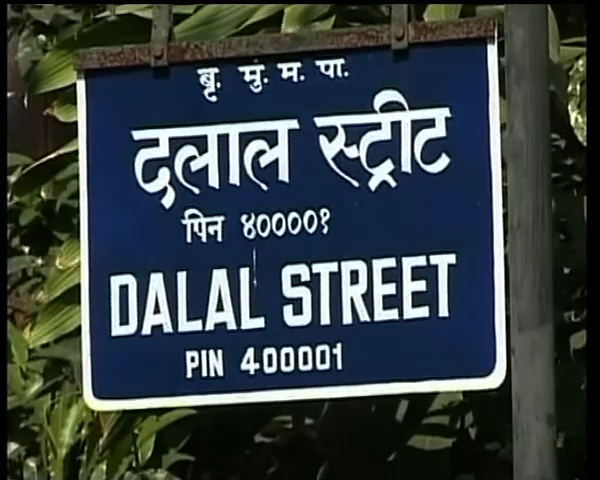 बृ. मुं. म. पा.
दलाल स्ट्रीट
पिन ४००००१
DALAL STREET
PIN 400001